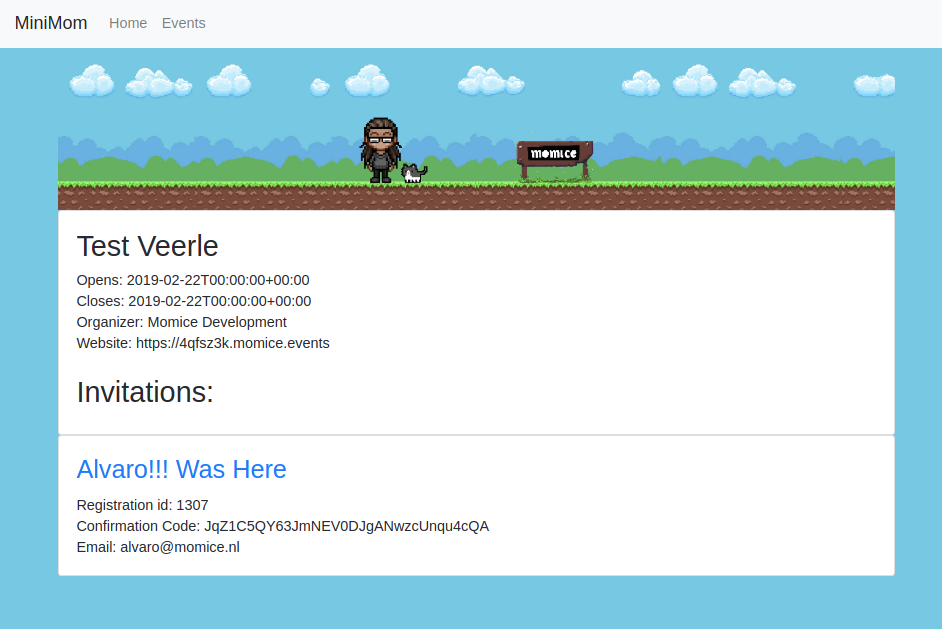 MiniMom Home Events
momice
Test Veerle
Opens: 2019-02-22T00:00:00+00:00
Closes: 2019-02-22T00:00:00+00:00
Organizer: Momice Development
Website: https://4qfsz3k.momice.events
Invitations:
Alvaro!!! Was Here
Registration id: 1307
Confirmation Code: JqZ1C5QY63JmNEV0DJgANwzcUnqu4cQA
Email: alvaro@momice.nl